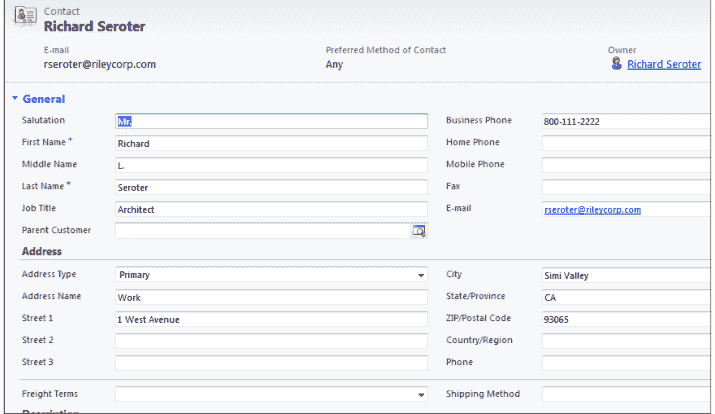 Contact
Richard Seroter
E-mail Preferred Method of Contact Owner
rseroter@rileycorp.com Any Richard Seroter
General
Salutation Mr. Business Phone 800-111-2222
First Name * Richard Home Phone
Middle Name L. Mobile Phone
Last Name * Seroter Fax
Job Title Architect E-mail rseroter@rileycorp.com
Parent Customer
Address
Address Type Primary City Simi Valley
Address Name Work State/Province CA
Street 1 1 West Avenue ZIP/Postal Code 93065
Street 2 Country/Region
Street 3 Phone
Freight Terms Shipping Method
Description